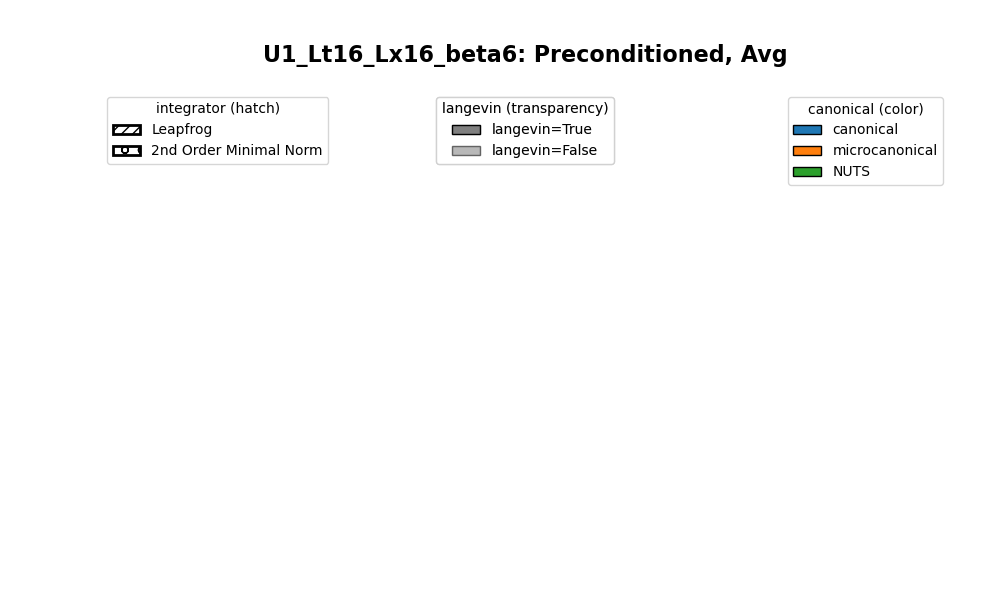 U1_Lt16_Lx16_beta6: Preconditioned, Avg
integrator (hatch)
Leapfrog
2nd Order Minimal Norm
langevin (transparency)
langevin=True
langevin=False
canonical (color)
canonical
microcanonical
NUTS